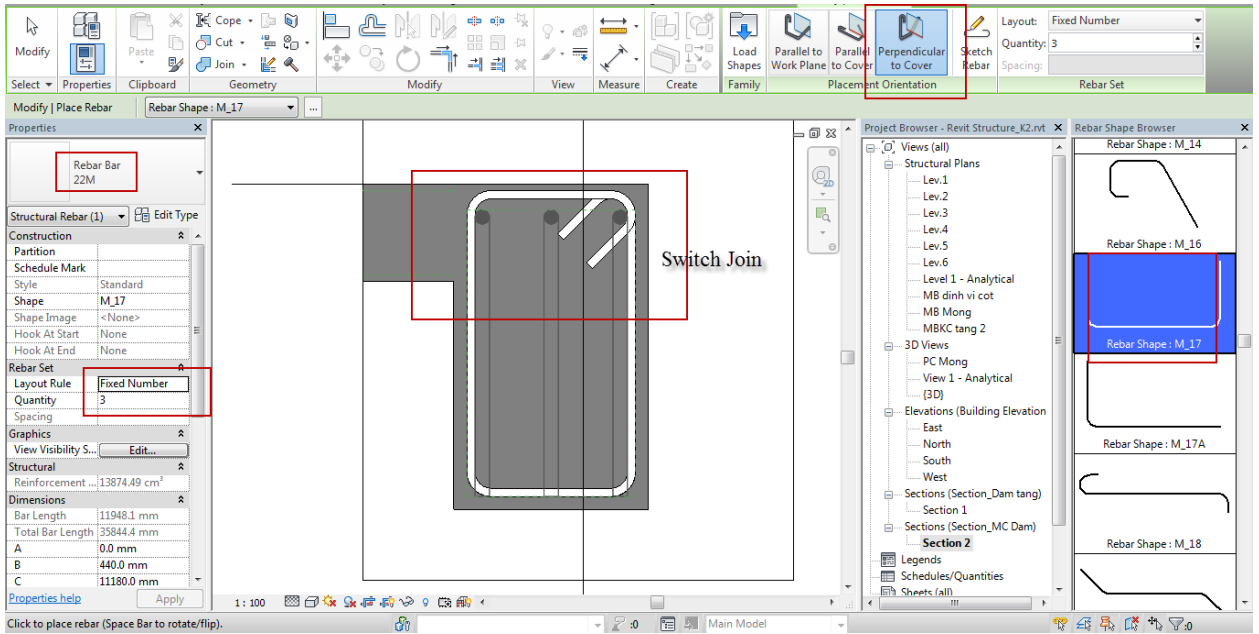 Modify
Select
Properties
Paste
Clipboard
Cope
Cut
Join
Geometry
Modify
View
Measure
Create
Load
Shapes
Family
Parallel to
Work Plane
Parallel
to Cover
Perpendicular
to Cover
Placement Orientation
Sketch
Rebar
Layout: Fixed Number
Quantity: 3
Spacing:
Rebar Set
Modify | Place Rebar
Rebar Shape : M_17
...
Properties
Rebar Bar
22M
Structural Rebar (1)
Edit Type
Construction
Partition
Schedule Mark
Style Standard
Shape M_17
Shape Image <None>
Hook At Start None
Hook At End None
Rebar Set
Layout Rule Fixed Number
Quantity 3
Spacing
Graphics
View Visibility S... Edit...
Structural
Reinforcement ... 13874.49 cm³
Dimensions
Bar Length 11948.1 mm
Total Bar Length 35844.4 mm
A 0.0 mm
B 440.0 mm
C 11180.0 mm
Properties help
Apply
Switch Join
2D
1 : 100
Project Browser - Revit Structure_K2.rvt
Views (all)
Structural Plans
Lev.1
Lev.2
Lev.3
Lev.4
Lev.5
Lev.6
Level 1 - Analytical
MB dinh vi cot
MB Mong
MBKC tang 2
3D Views
PC Mong
View 1 - Analytical
{3D}
Elevations (Building Elevation
East
North
South
West
Sections (Section_Dam tang)
Section 1
Sections (Section_MC Dam)
Section 2
Legends
Schedules/Quantities
Sheets (all)
Rebar Shape Browser
Rebar Shape : M_14
Rebar Shape : M_16
Rebar Shape : M_17
Rebar Shape : M_17A
Rebar Shape : M_18
Click to place rebar (Space Bar to rotate/flip).
:0
Main Model
:0